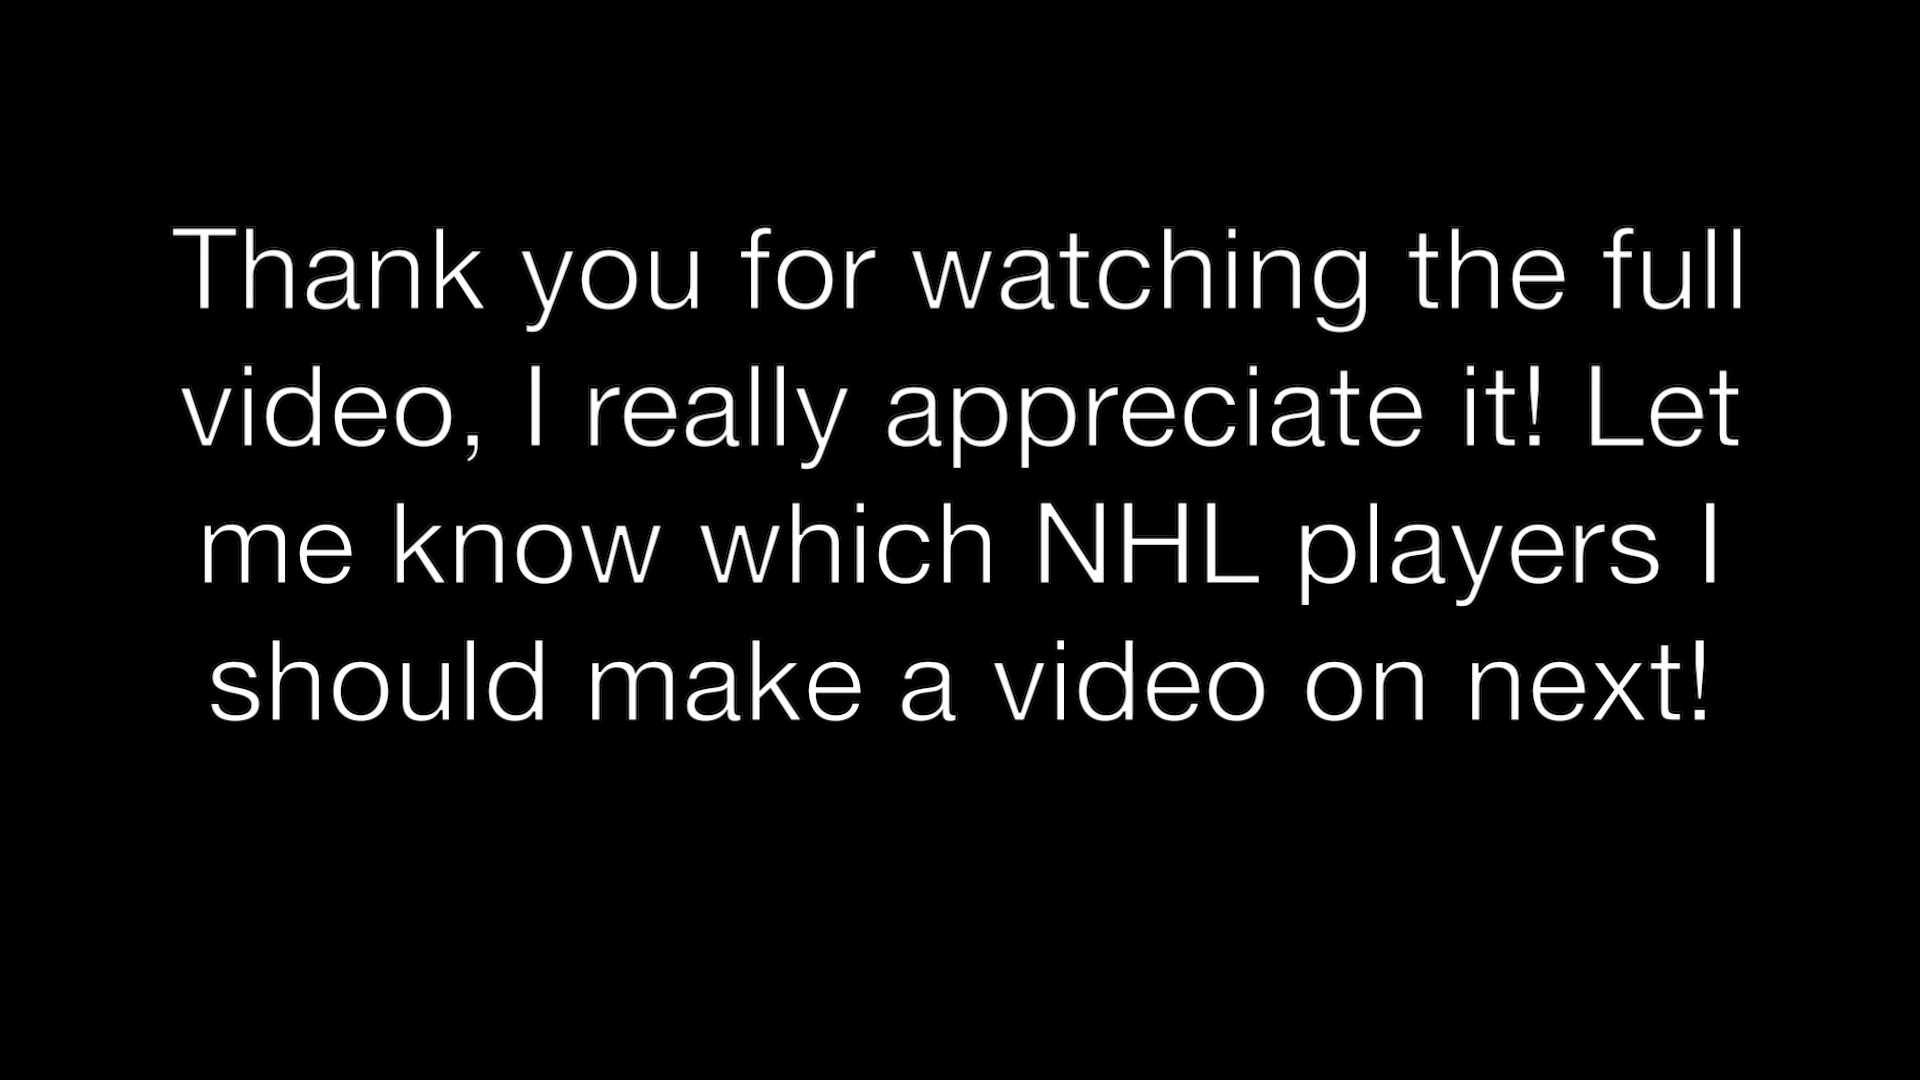 Thank you for watching the full
video, I really appreciate it! Let
me know which NHL players I
should make a video on next!